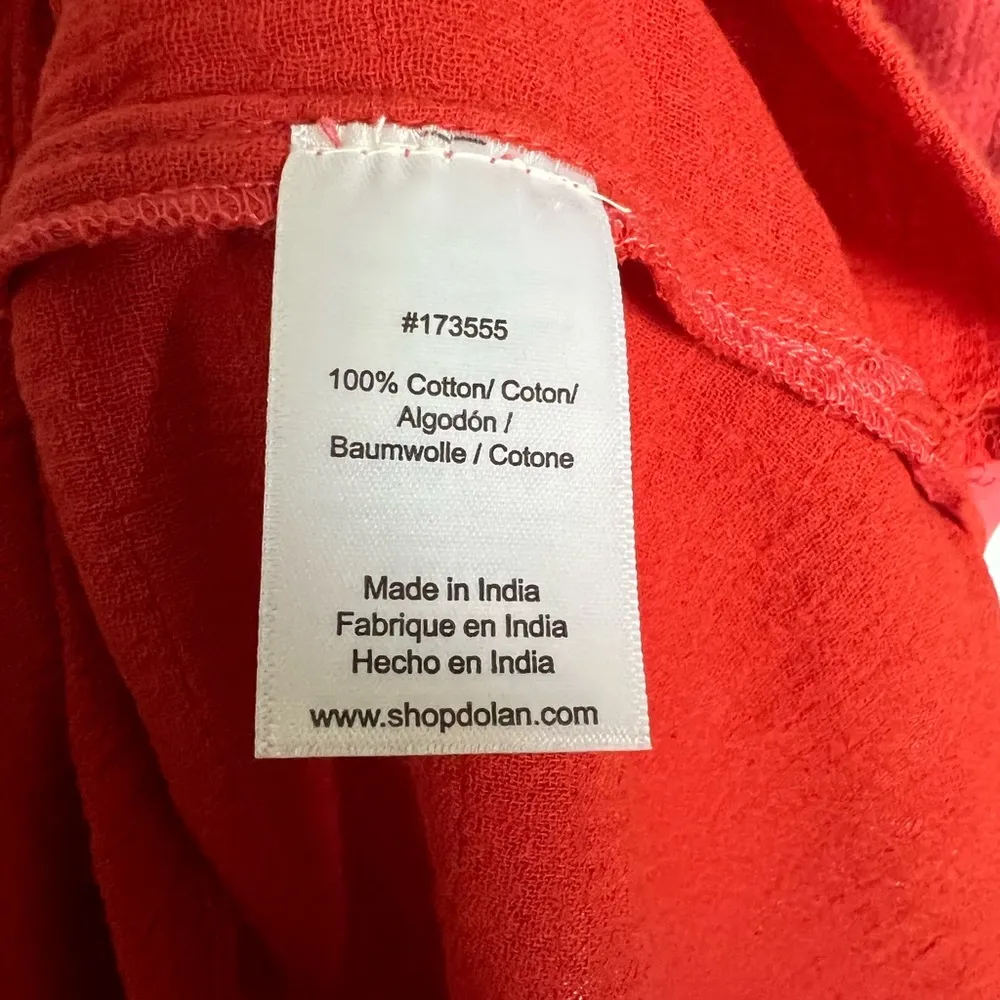 #173555
100% Cotton/ Coton/
Algodón /
Baumwolle / Cotone
Made in India
Fabrique en India
Hecho en India
www.shopdolan.com